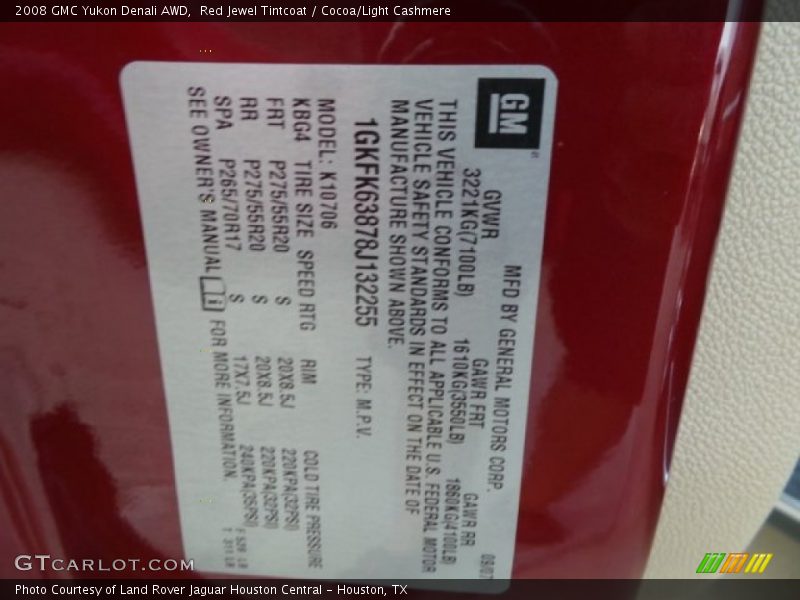 2008 GMC Yukon Denali AWD,  Red Jewel Tintcoat / Cocoa/Light Cashmere
GM
MFD BY GENERAL MOTORS CORP.
09/07
GVWR GAWR FRT GAWR RR
3221KG(7100LB) 1610KG(3550LB) 1860KG(4100LB)
THIS VEHICLE CONFORMS TO ALL APPLICABLE U.S. FEDERAL MOTOR
VEHICLE SAFETY STANDARDS IN EFFECT ON THE DATE OF
MANUFACTURE SHOWN ABOVE.
1GKFK63878J132255 TYPE: M.P.V.
MODEL: K10706
KBG4 TIRE SIZE SPEED RTG RIM COLD TIRE PRESSURE
FRT P275/55R20 S 20X8.5J 220KPA(32PSI)
RR P275/55R20 S 20X8.5J 220KPA(32PSI)
SPA P265/70R17 S 17X7.5J 240KPA(35PSI)
SEE OWNER'S MANUAL i FOR MORE INFORMATION.
GTCARLOT.COM
Photo Courtesy of Land Rover Jaguar Houston Central - Houston, TX